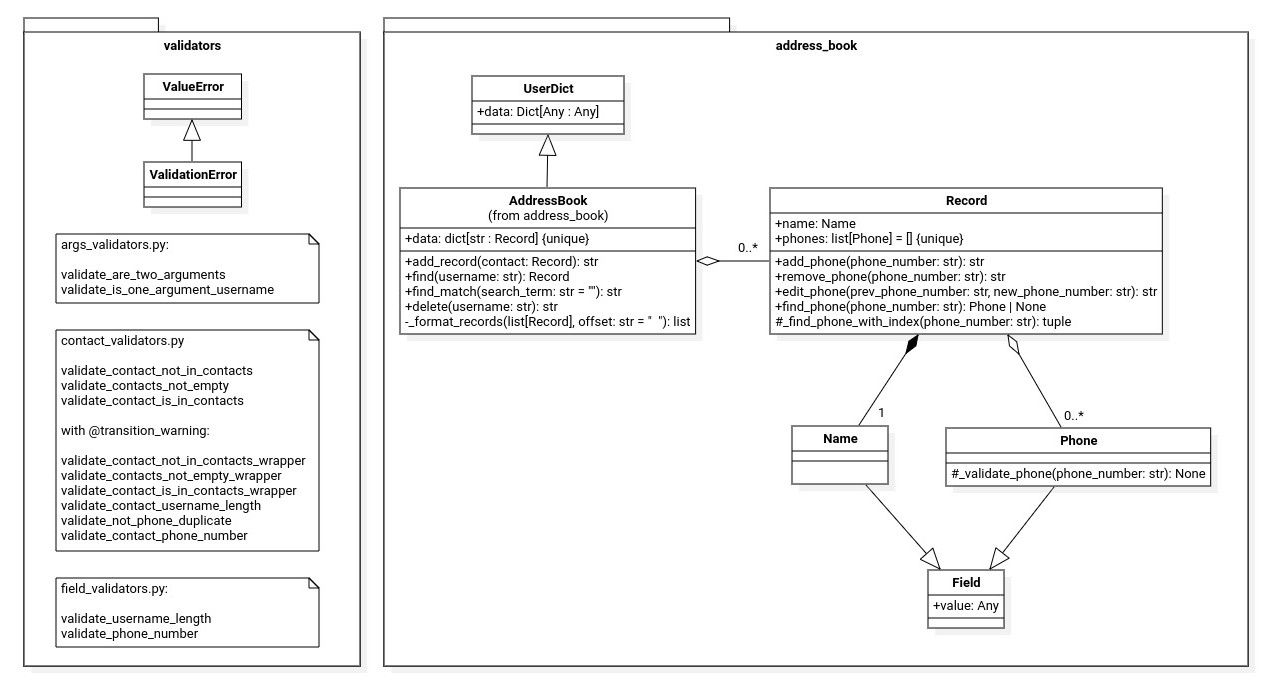 validators
ValueError
ValidationError
args_validators.py:
validate_are_two_arguments
validate_is_one_argument_username
contact_validators.py
validate_contact_not_in_contacts
validate_contacts_not_empty
validate_contact_is_in_contacts
with @transition_warning:
validate_contact_not_in_contacts_wrapper
validate_contacts_not_empty_wrapper
validate_contact_is_in_contacts_wrapper
validate_contact_username_length
validate_not_phone_duplicate
validate_contact_phone_number
field_validators.py:
validate_username_length
validate_phone_number
address_book
UserDict
+data: Dict[Any : Any]
AddressBook
(from address_book)
+data: dict[str : Record] {unique}
+add_record(contact: Record): str
+find(username: str): Record
+find_match(search_term: str = ""): str
+delete(username: str): str
-_format_records(list[Record], offset: str = "  "): list
0..*
Record
+name: Name
+phones: list[Phone] = [] {unique}
+add_phone(phone_number: str): str
+remove_phone(phone_number: str): str
+edit_phone(prev_phone_number: str, new_phone_number: str): str
+find_phone(phone_number: str): Phone | None
#_find_phone_with_index(phone_number: str): tuple
1
0..*
Name
Phone
#_validate_phone(phone_number: str): None
Field
+value: Any